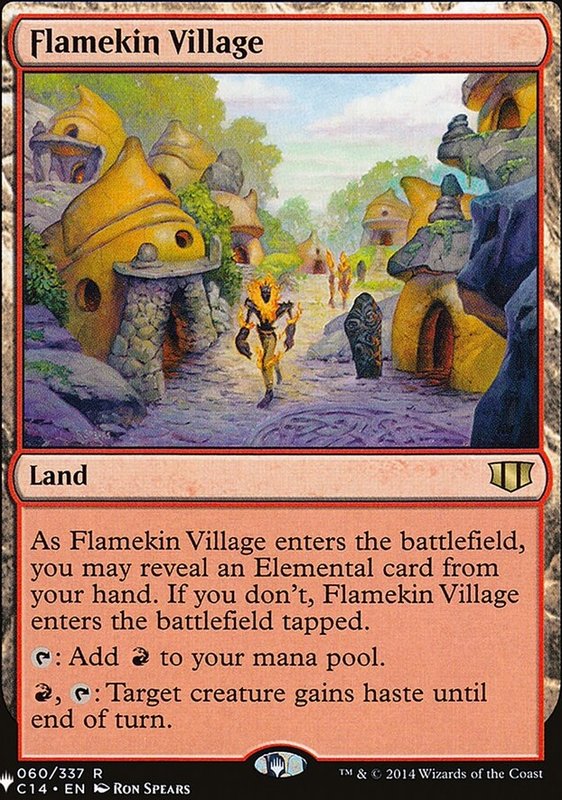 Flamekin Village
Land
As Flamekin Village enters the battlefield,
you may reveal an Elemental card from
your hand. If you don't, Flamekin Village
enters the battlefield tapped.
: Add to your mana pool.
, : Target creature gains haste until
end of turn.
060/337 R
C14 • EN Ron Spears
™ & © 2014 Wizards of the Coast